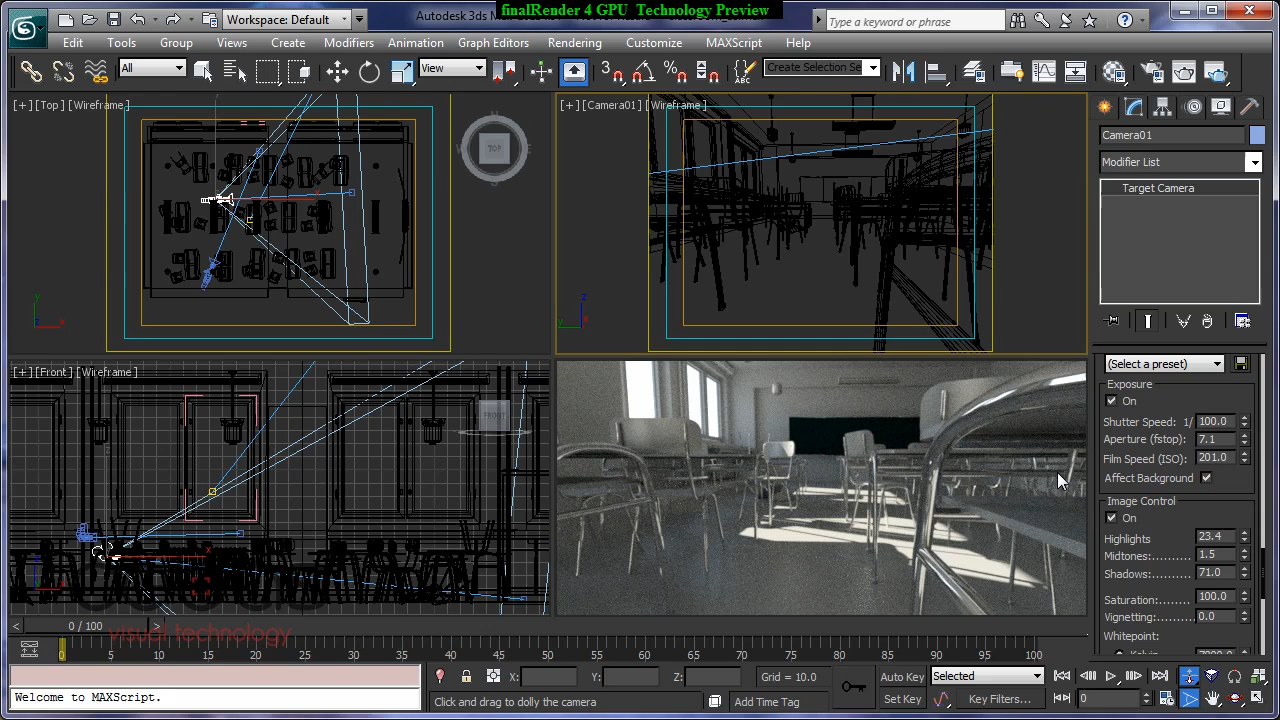 finalRender 4 GPU Technology Preview
Workspace: Default
Autodesk 3ds M
Type a keyword or phrase
Edit Tools Group Views Create Modifiers Animation Graph Editors Rendering Customize MAXScript Help
All
View
3
%
ABC
Create Selection Se
[+] [Top] [Wireframe]
[+] [Camera01] [Wireframe]
TOP
N
W
E
S
Camera01
Modifier List
Target Camera
[+] [Front] [Wireframe]
FRONT
(Select a preset)
Exposure
On
Shutter Speed: 1/ 100.0
Aperture (fstop): 7.1
Film Speed (ISO): 201.0
Affect Background
Image Control
On
Highlights 23.4
Midtones:.......... 1.5
Shadows:.......... 71.0
Saturation:....... 100.0
Vignetting:....... 0.0
Whitepoint:
< 0 / 100 >
visual technology
0 5 10 15 20 25 30 35 40 45 50 55 60 65 70 75 80 85 90 95 100
X: Y: Z: Grid = 10.0
Auto Key Selected
Welcome to MAXScript.
Click and drag to dolly the camera
Add Time Tag
Set Key
Key Filters...
0